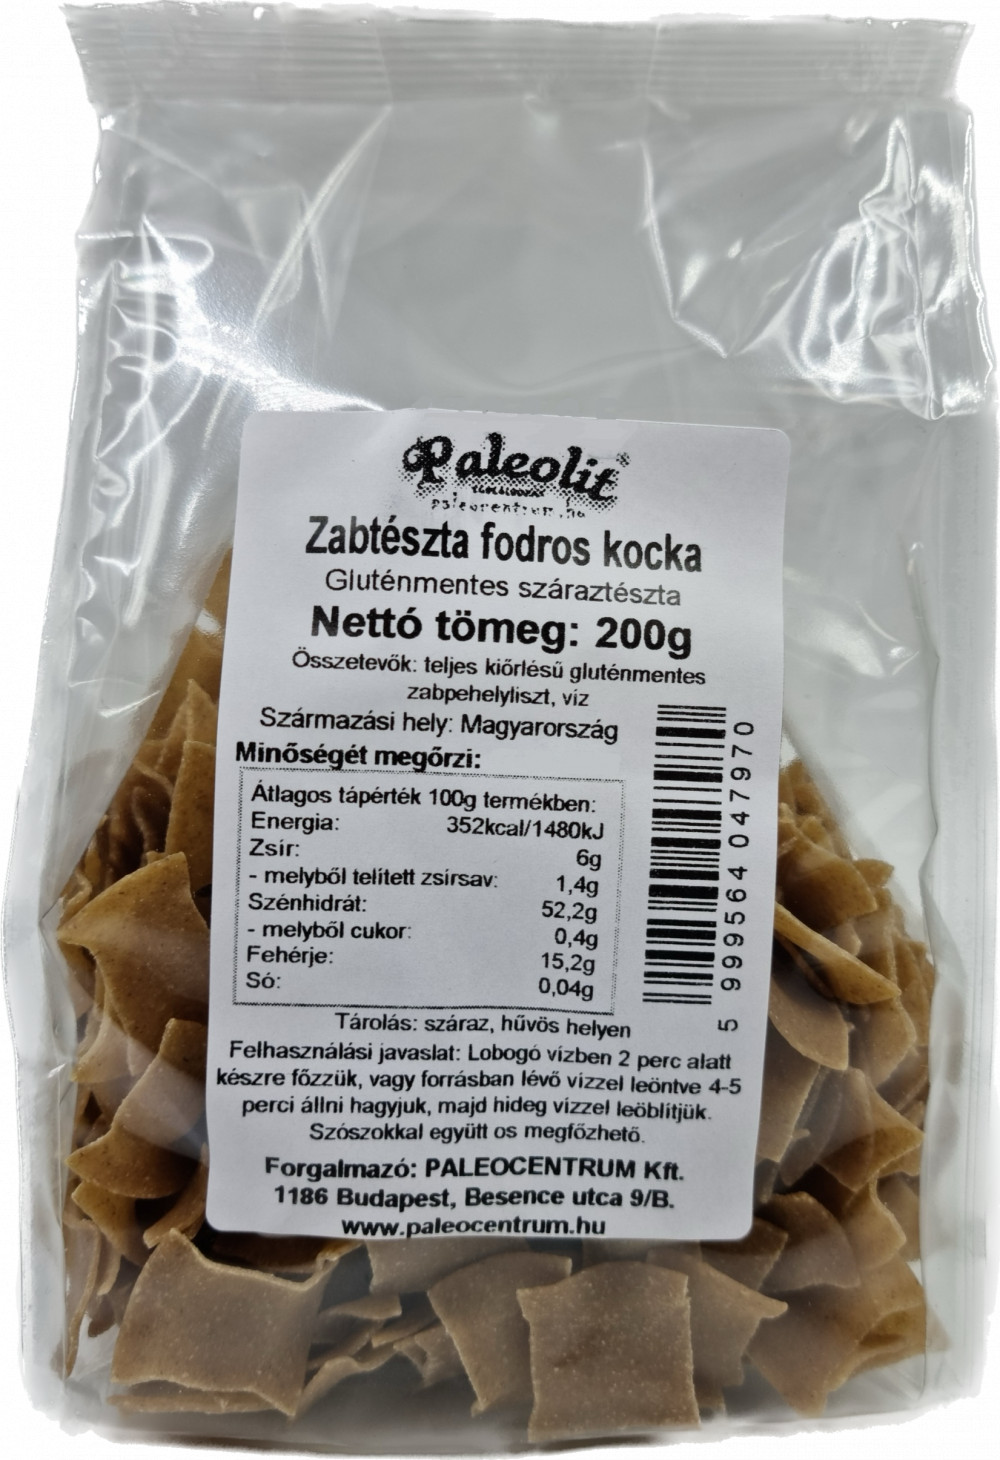 Paleolit®
paleocentrum.hu
Zabtészta fodros kocka
Gluténmentes száraztészta
Nettó tömeg: 200g
Összetevők: teljes kiőrlésű gluténmentes
zabpehelyliszt, víz
Származási hely: Magyarország
Minőségét megőrzi:
Átlagos tápérték 100g termékben:
Energia: 352kcal/1480kJ
Zsír: 6g
- melyből telített zsírsav: 1,4g
Szénhidrát: 52,2g
- melyből cukor: 0,4g
Fehérje: 15,2g
Só: 0,04g
5 999564 047970
Tárolás: száraz, hűvös helyen
Felhasználási javaslat: Lobogó vízben 2 perc alatt
készre főzzük, vagy forrásban lévő vízzel leöntve 4-5
perci állni hagyjuk, majd hideg vízzel leöblítjük.
Szószokkal együtt os megfőzhető.
Forgalmazó: PALEOCENTRUM Kft.
1186 Budapest, Besence utca 9/B.
www.paleocentrum.hu